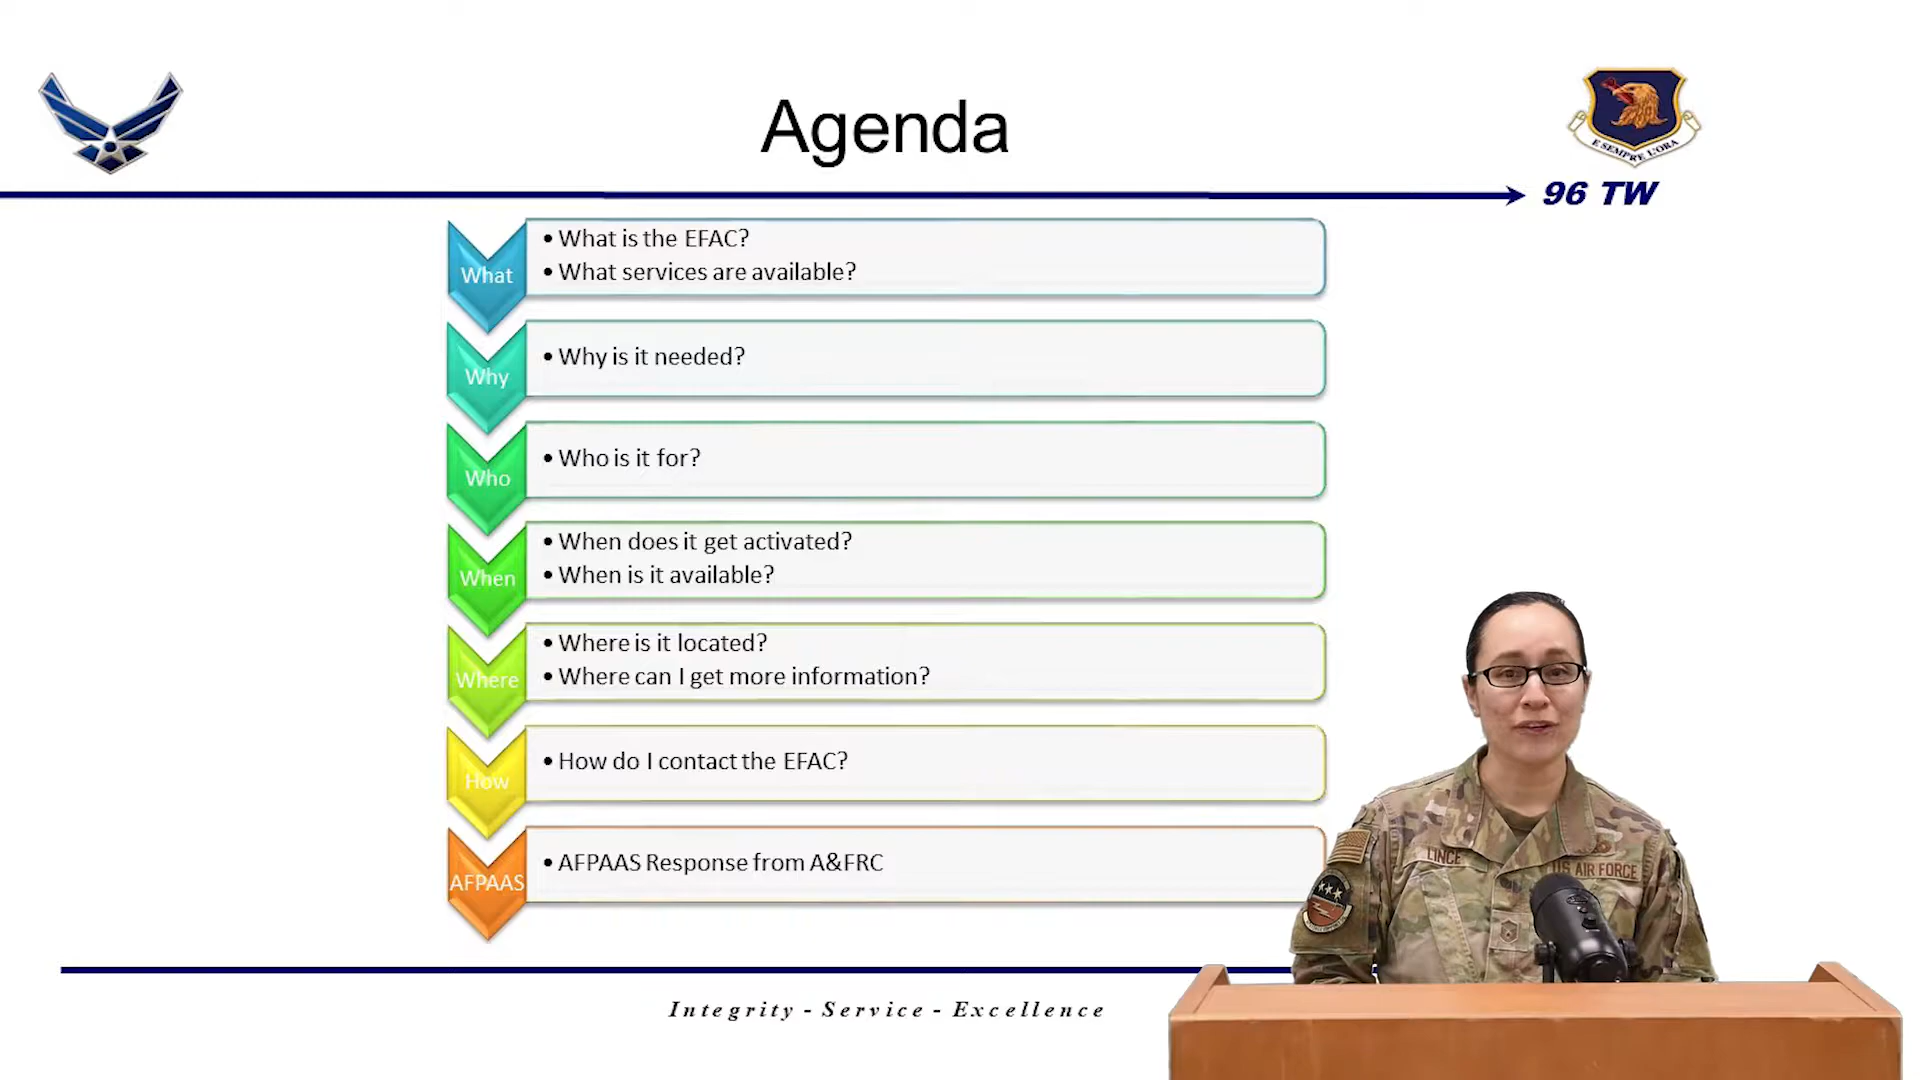 Agenda
E SEMPRE L'ORA
96 TW
What
• What is the EFAC?
• What services are available?
Why
• Why is it needed?
Who
• Who is it for?
When
• When does it get activated?
• When is it available?
Where
• Where is it located?
• Where can I get more information?
How
• How do I contact the EFAC?
AFPAAS
• AFPAAS Response from A&FRC
LINCE
US AIR FORCE
Integrity - Service - Excellence